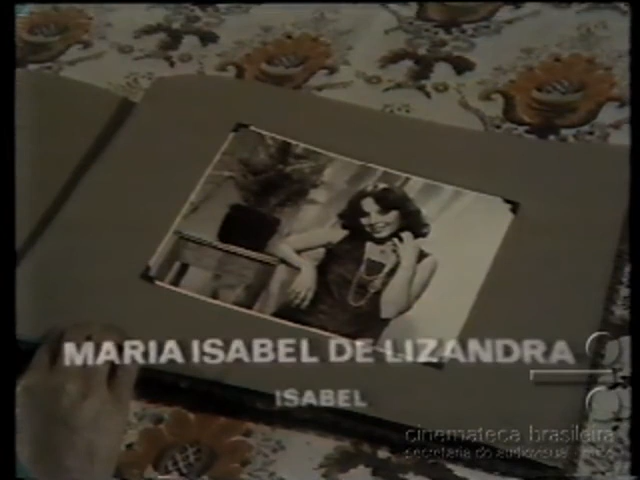 MARIA ISABEL DE LIZANDRA
ISABEL
cinemateca brasileira
secretaria do audiovisual